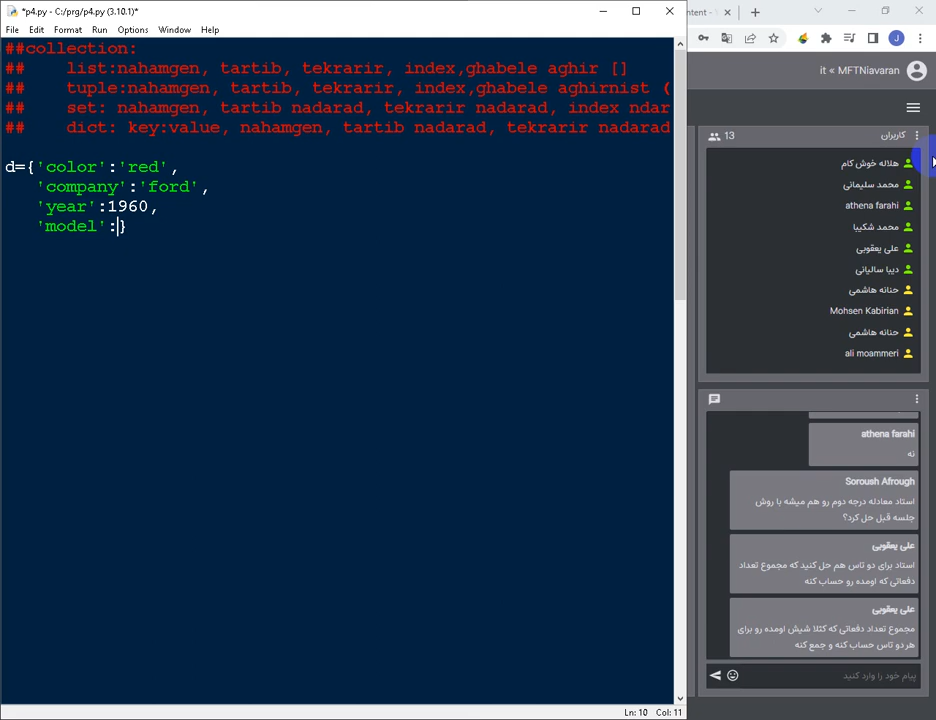 *p4.py - C:/prg/p4.py (3.10.1)*
File Edit Format Run Options Window Help
##collection:
##    list:nahamgen, tartib, tekrarir, index,ghabele aghir []
##    tuple:nahamgen, tartib, tekrarir, index,ghabele aghirnist (
##    set: nahamgen, tartib nadarad, tekrarir nadarad, index ndar
##    dict: key:value, nahamgen, tartib nadarad, tekrarir nadarad
d={'color':'red',
   'company':'ford',
   'year':1960,
   'model':}
Ln: 10 Col: 11
ntent -
J
it « MFTNiavaran
13
کاربران
هلاله خوش کام
محمد سلیمانی
athena farahi
محمد شکیبا
علی یعقوبی
دیبا سالیانی
حنانه هاشمی
Mohsen Kabirian
حنانه هاشمی
ali moammeri
athena farahi
نه
Soroush Afrough
استاد معادله درجه دوم رو هم میشه با روش
جلسه قبل حل کرد؟
علی یعقوبی
استاد برای دو تاس هم حل کنید که مجموع تعداد
دفعاتی که اومده رو حساب کنه
علی یعقوبی
مجموع تعداد دفعاتی که کثلا شیش اومده رو برای
هر دو تاس حساب کنه و جمع کنه
پیام خود را وارد کنید